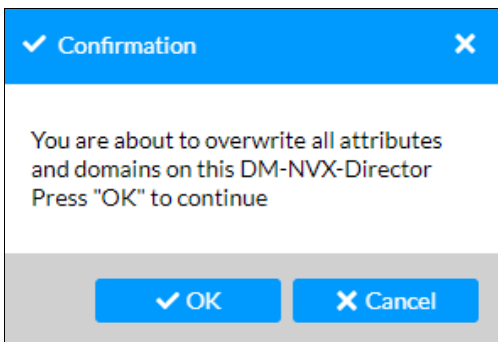 Confirmation
You are about to overwrite all attributes
and domains on this DM-NVX-Director
Press "OK" to continue
OK
Cancel